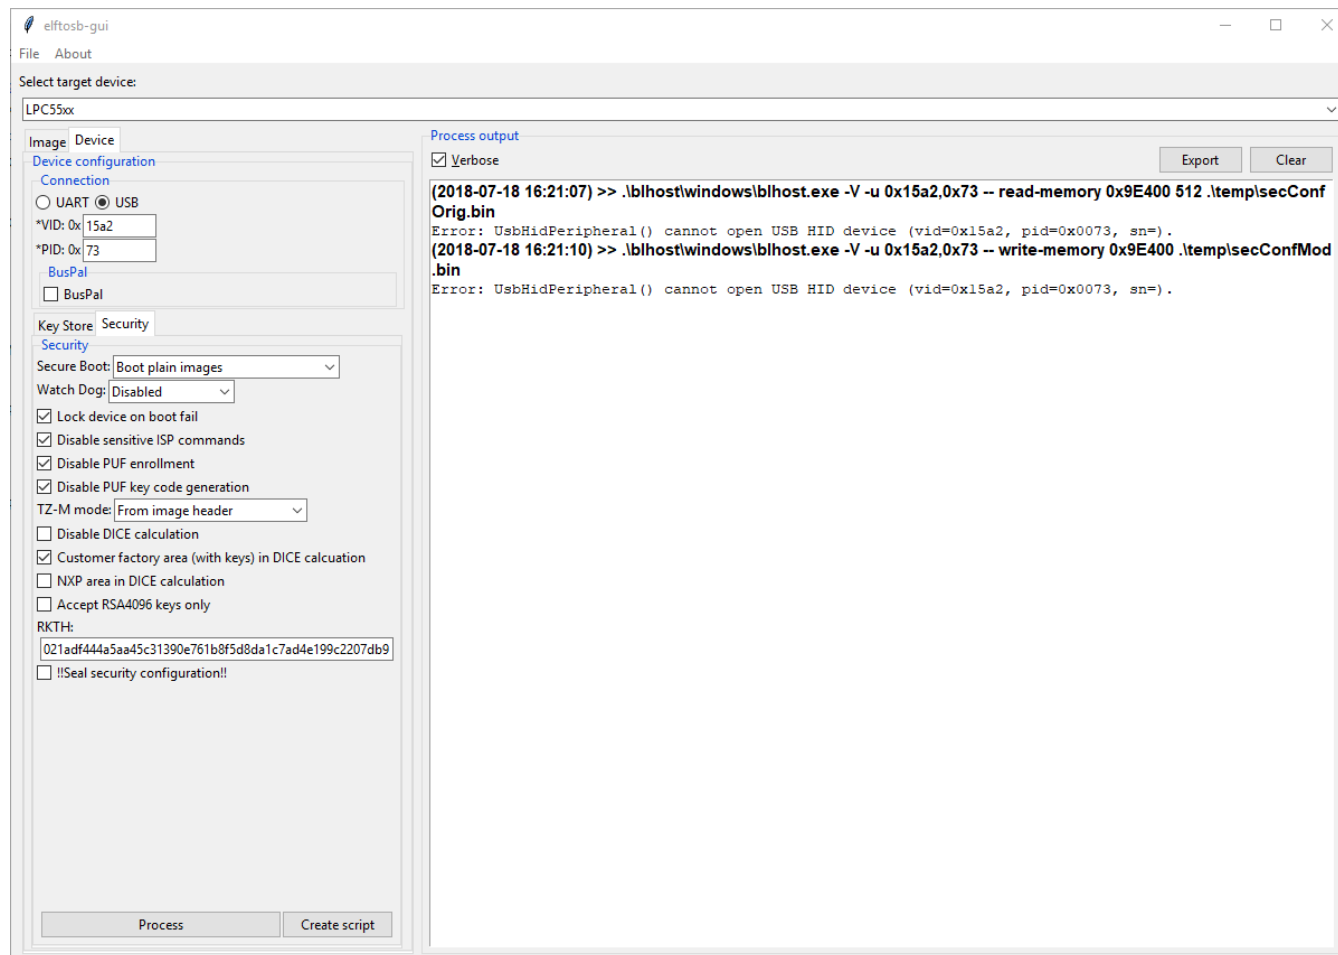 elftosb-gui
File About
Select target device:
LPC55xx
Image Device
Device configuration
Connection
UART USB
*VID: 0x 15a2
*PID: 0x 73
BusPal
BusPal
Key Store Security
Security
Secure Boot: Boot plain images
Watch Dog: Disabled
Lock device on boot fail
Disable sensitive ISP commands
Disable PUF enrollment
Disable PUF key code generation
TZ-M mode: From image header
Disable DICE calculation
Customer factory area (with keys) in DICE calcuation
NXP area in DICE calculation
Accept RSA4096 keys only
RKTH:
021adf444a5aa45c31390e761b8f5d8da1c7ad4e199c2207db9
!!Seal security configuration!!
Process Create script
Process output
Verbose Export Clear
(2018-07-18 16:21:07) >> .\blhost\windows\blhost.exe -V -u 0x15a2,0x73 -- read-memory 0x9E400 512 .\temp\secConf
Orig.bin
Error: UsbHidPeripheral() cannot open USB HID device (vid=0x15a2, pid=0x0073, sn=).
(2018-07-18 16:21:10) >> .\blhost\windows\blhost.exe -V -u 0x15a2,0x73 -- write-memory 0x9E400 .\temp\secConfMod
.bin
Error: UsbHidPeripheral() cannot open USB HID device (vid=0x15a2, pid=0x0073, sn=).